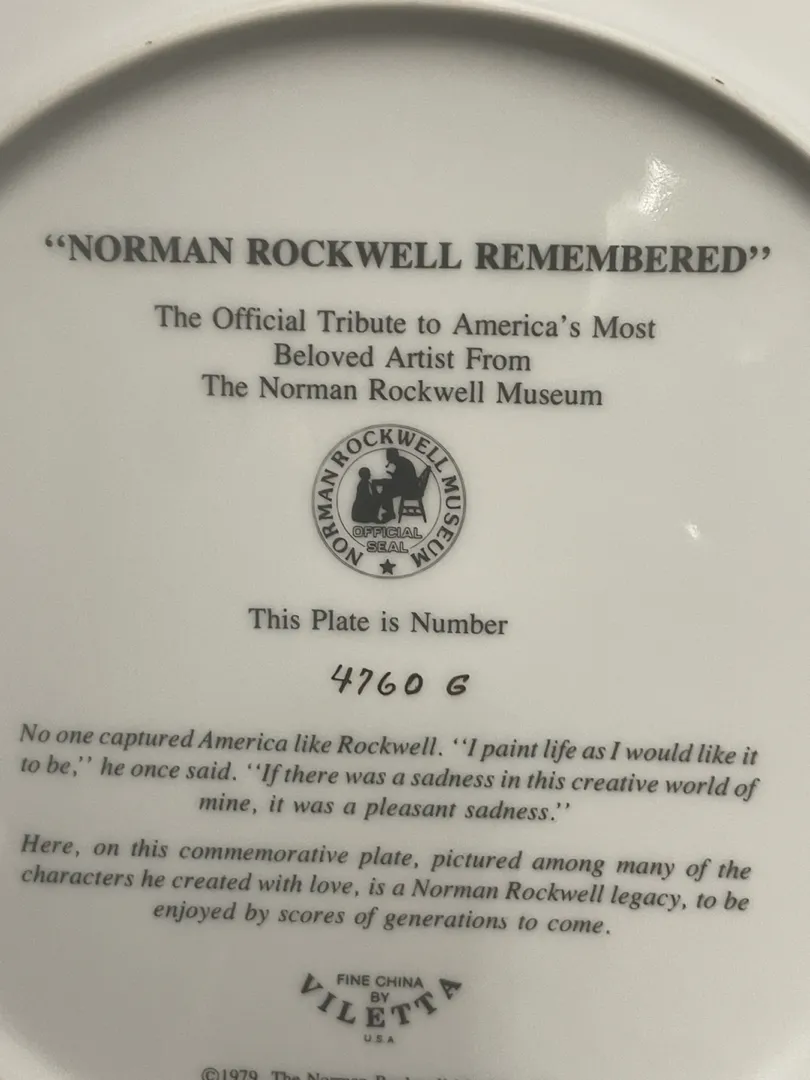 “NORMAN ROCKWELL REMEMBERED”
The Official Tribute to America’s Most
Beloved Artist From
The Norman Rockwell Museum
NORMAN ROCKWELL MUSEUM
OFFICIAL
SEAL
This Plate is Number
4760 G
No one captured America like Rockwell. “I paint life as I would like it
to be,” he once said. “If there was a sadness in this creative world of
mine, it was a pleasant sadness.”
Here, on this commemorative plate, pictured among many of the
characters he created with love, is a Norman Rockwell legacy, to be
enjoyed by scores of generations to come.
FINE CHINA
BY
VILETTA
U.S.A
©1979 The Norman Rockwell